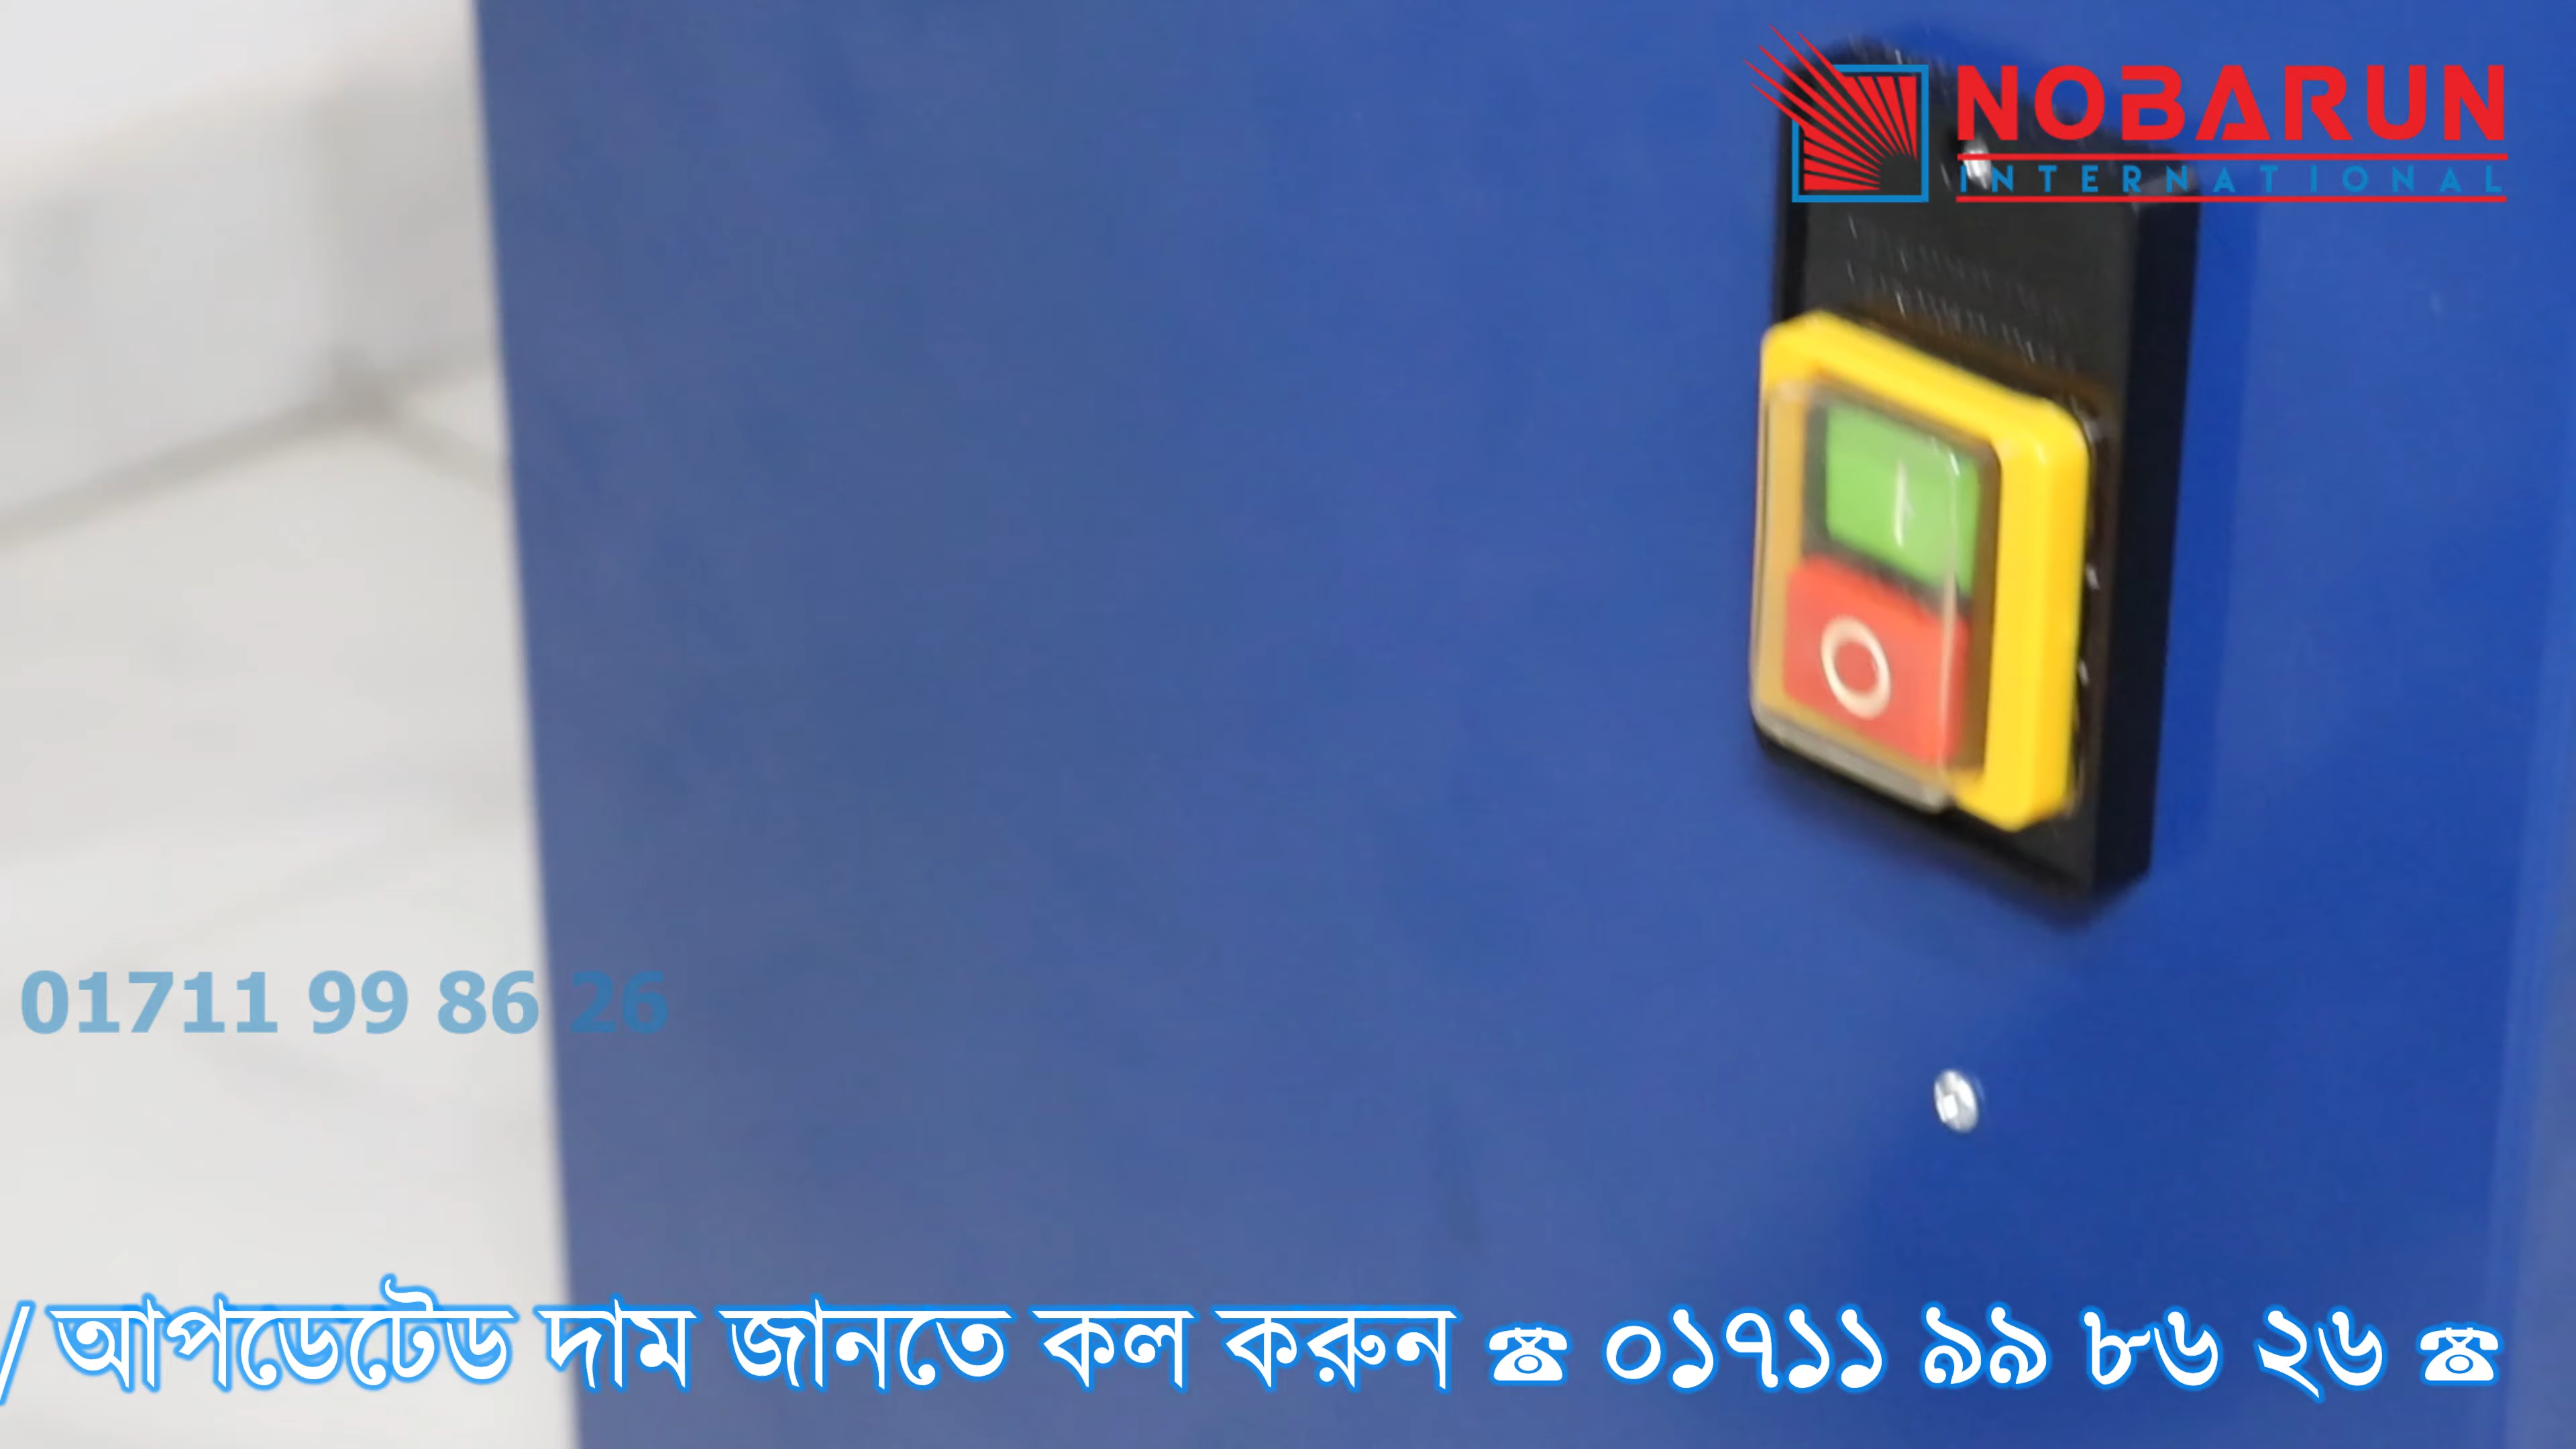 NOBARUN
INTERNATIONAL
I
O
01711 99 86 26
/ আপডেটেড দাম জানতে কল করুন ☎ ০১৭১১ ৯৯ ৮৬ ২৬ ☎